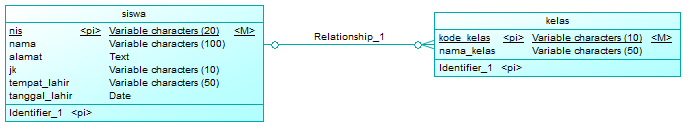 siswa
nis <pi> Variable characters (20) <M>
nama Variable characters (100)
alamat Text
jk Variable characters (10)
tempat_lahir Variable characters (50)
tanggal_lahir Date
Identifier_1 <pi>
Relationship_1
kelas
kode_kelas <pi> Variable characters (10) <M>
nama_kelas Variable characters (50)
Identifier_1 <pi>